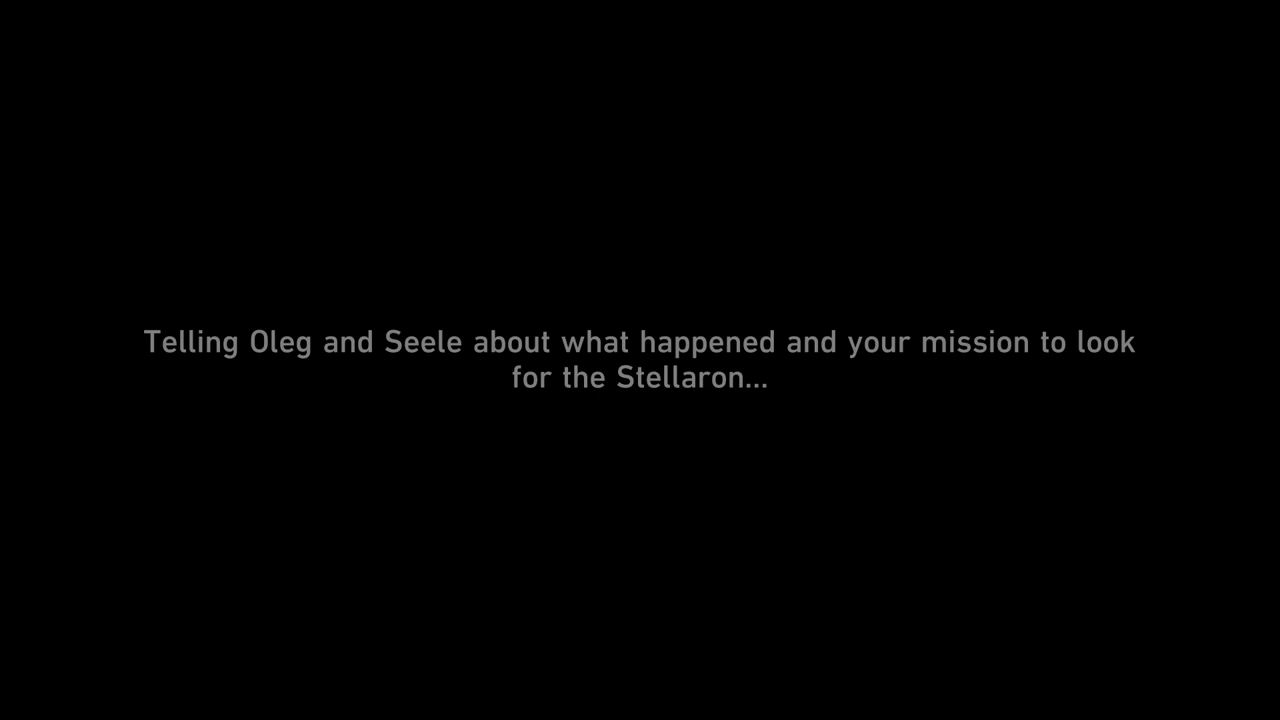 Telling Oleg and Seele about what happened and your mission to look
for the Stellaron...